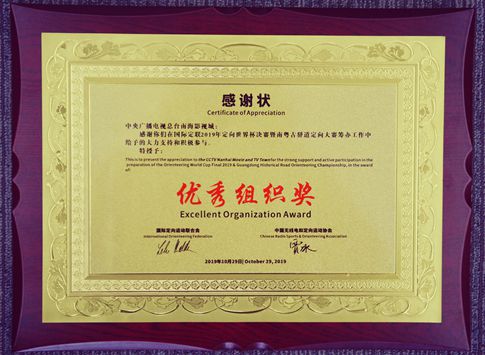 感谢状
Certificate of Appreciation
中央广播电视总台南海影视城:
感谢你们在国际定联2019年定向世界杯决赛暨南粤古驿道定向大赛筹办工作中
给予的大力支持和积极参与。
特授予:
This is to present the appreciation to the CCTV Nanhai Movie and TV Town for the strong support and active participation in the
preparation of the Orienteering World Cup Final 2019 & Guangdong Historical Road Orienteering Championship, in the award
of:
优秀组织奖
Excellent Organization Award
国际定向运动联合会 中国无线电和定向运动协会
International Orienteering Federation Chinese Radio Sports & Orienteering Association
2019年10月29日| October 29, 2019